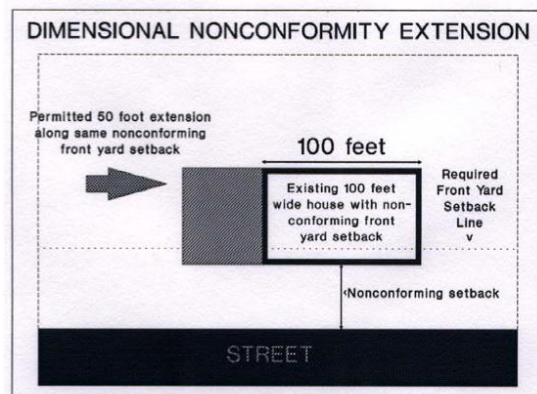 DIMENSIONAL NONCONFORMITY EXTENSION
Permitted 50 foot extension
along same nonconforming
front yard setback
100 feet
Existing 100 feet
wide house with non-
conforming front
yard setback
Required
Front Yard
Setback
Line
v
‹Nonconforming setback
STREET